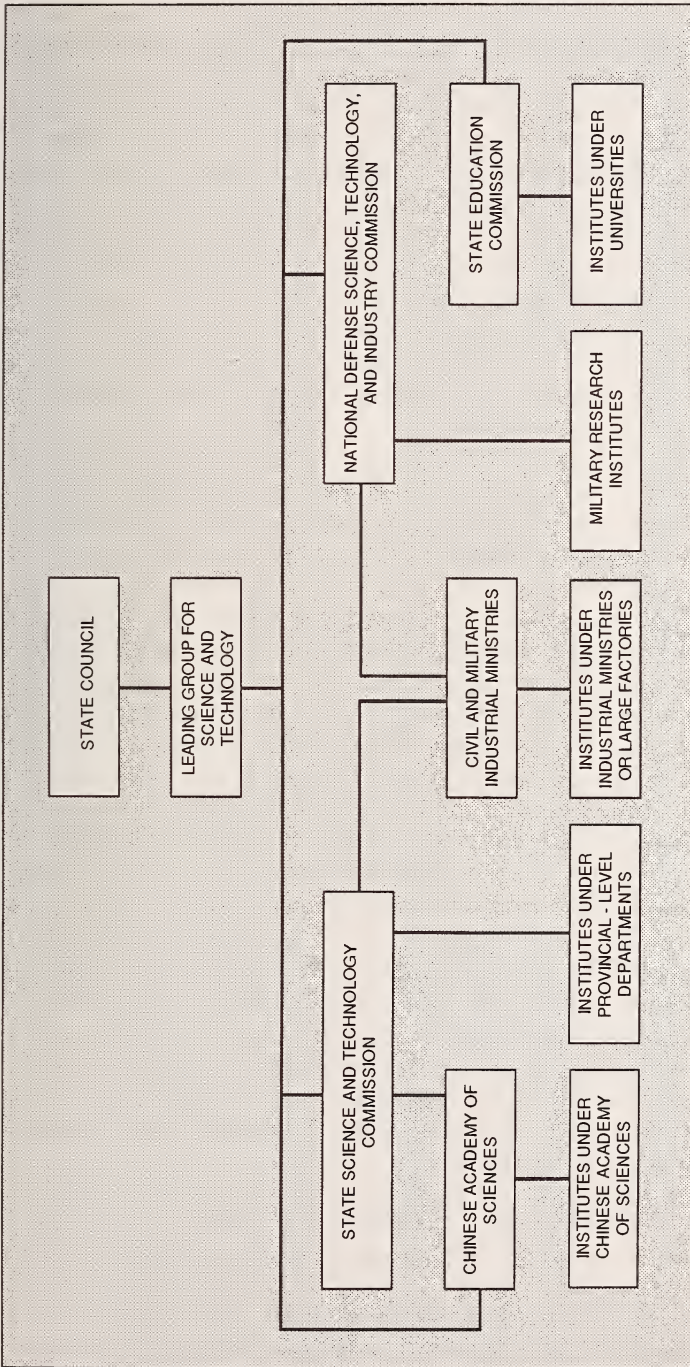 STATE COUNCIL
LEADING GROUP FOR
SCIENCE AND
TECHNOLOGY
STATE SCIENCE AND TECHNOLOGY
COMMISSION
NATIONAL DEFENSE SCIENCE, TECHNOLOGY,
AND INDUSTRY COMMISSION
CHINESE ACADEMY OF
SCIENCES
CIVIL AND MILITARY
INDUSTRIAL MINISTRIES
STATE EDUCATION
COMMISSION
INSTITUTES UNDER
CHINESE ACADEMY
OF SCIENCES
INSTITUTES UNDER
PROVINCIAL - LEVEL
DEPARTMENTS
INSTITUTES UNDER
INDUSTRIAL MINISTRIES
OR LARGE FACTORIES
MILITARY RESEARCH
INSTITUTES
INSTITUTES UNDER
UNIVERSITIES